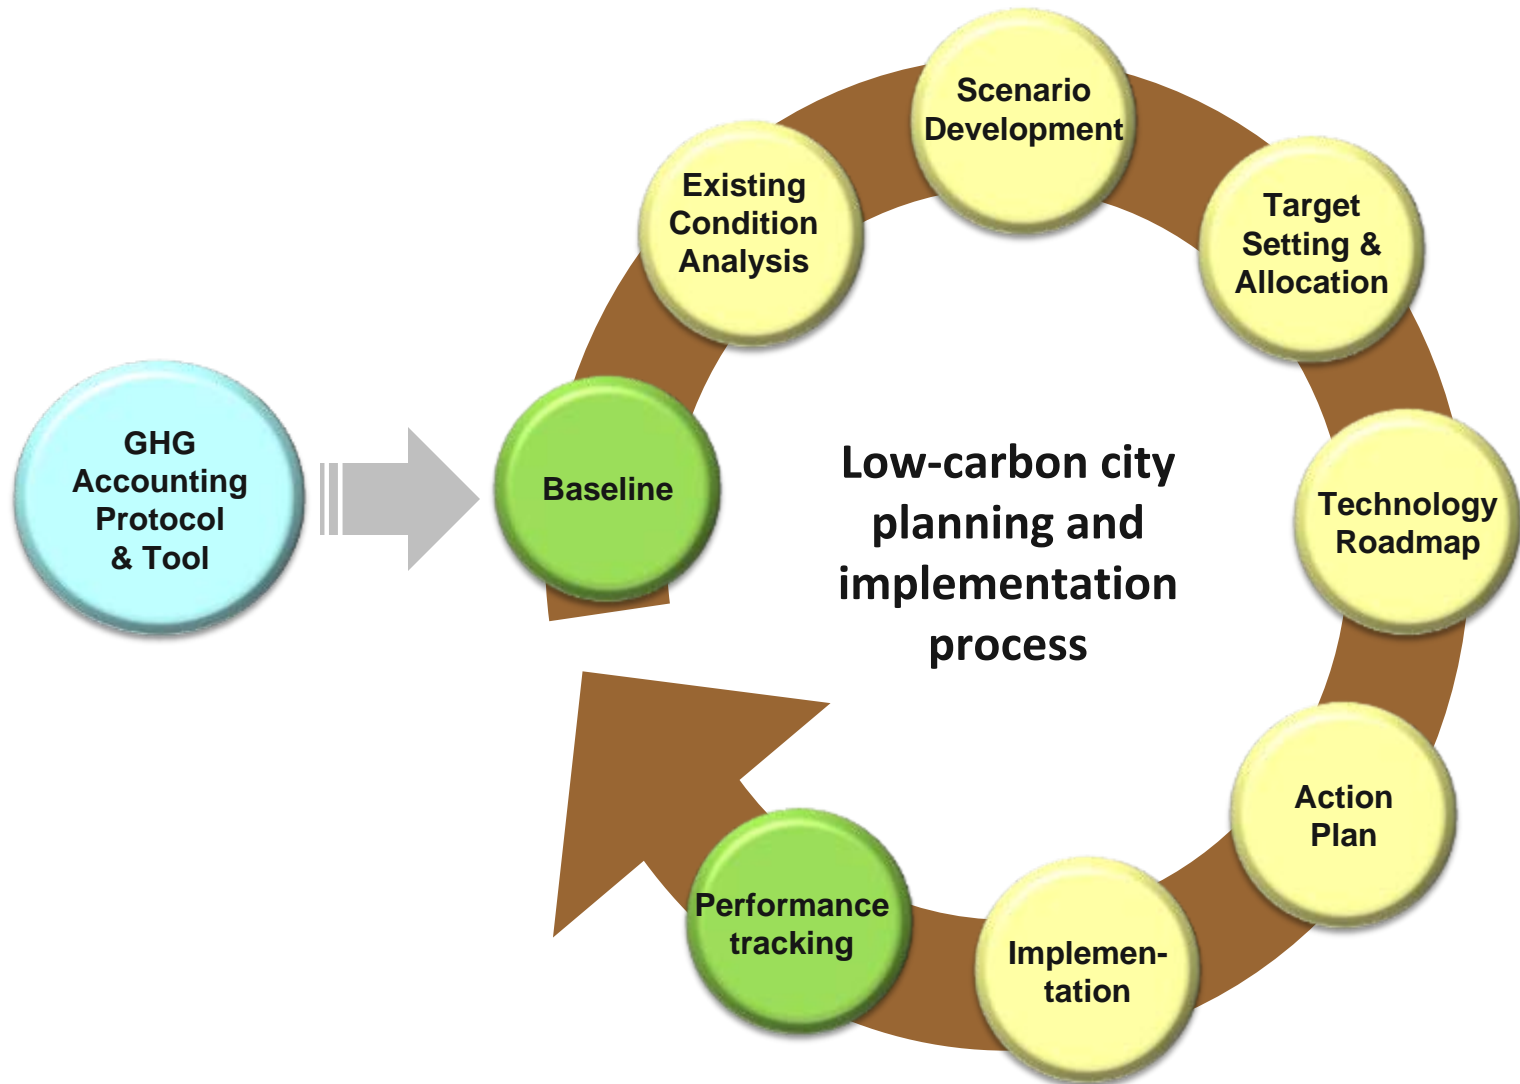 GHG
Accounting
Protocol
& Tool
Baseline
Existing
Condition
Analysis
Scenario
Development
Target
Setting &
Allocation
Technology
Roadmap
Action
Plan
Implemen-
tation
Performance
tracking
Low-carbon city
planning and
implementation
process